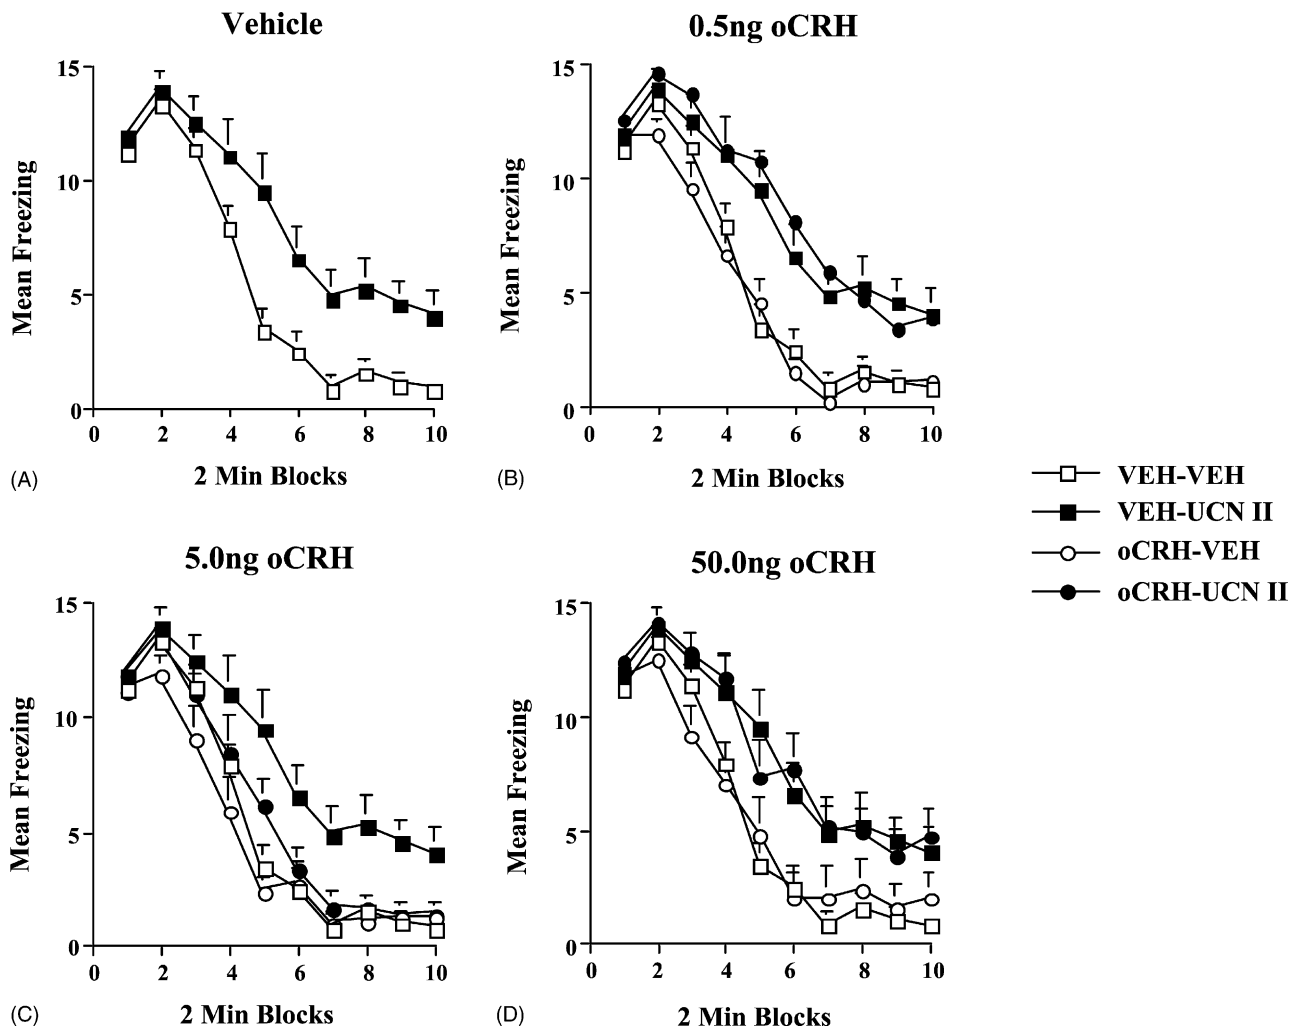 Vehicle
15
10
5
0
Mean Freezing
0 2 4 6 8 10
2 Min Blocks
(A)
0.5ng oCRH
15
10
5
0
Mean Freezing
0 2 4 6 8 10
2 Min Blocks
(B)
VEH-VEH
VEH-UCN II
oCRH-VEH
oCRH-UCN II
5.0ng oCRH
15
10
5
0
Mean Freezing
0 2 4 6 8 10
2 Min Blocks
(C)
50.0ng oCRH
15
10
5
0
Mean Freezing
0 2 4 6 8 10
2 Min Blocks
(D)